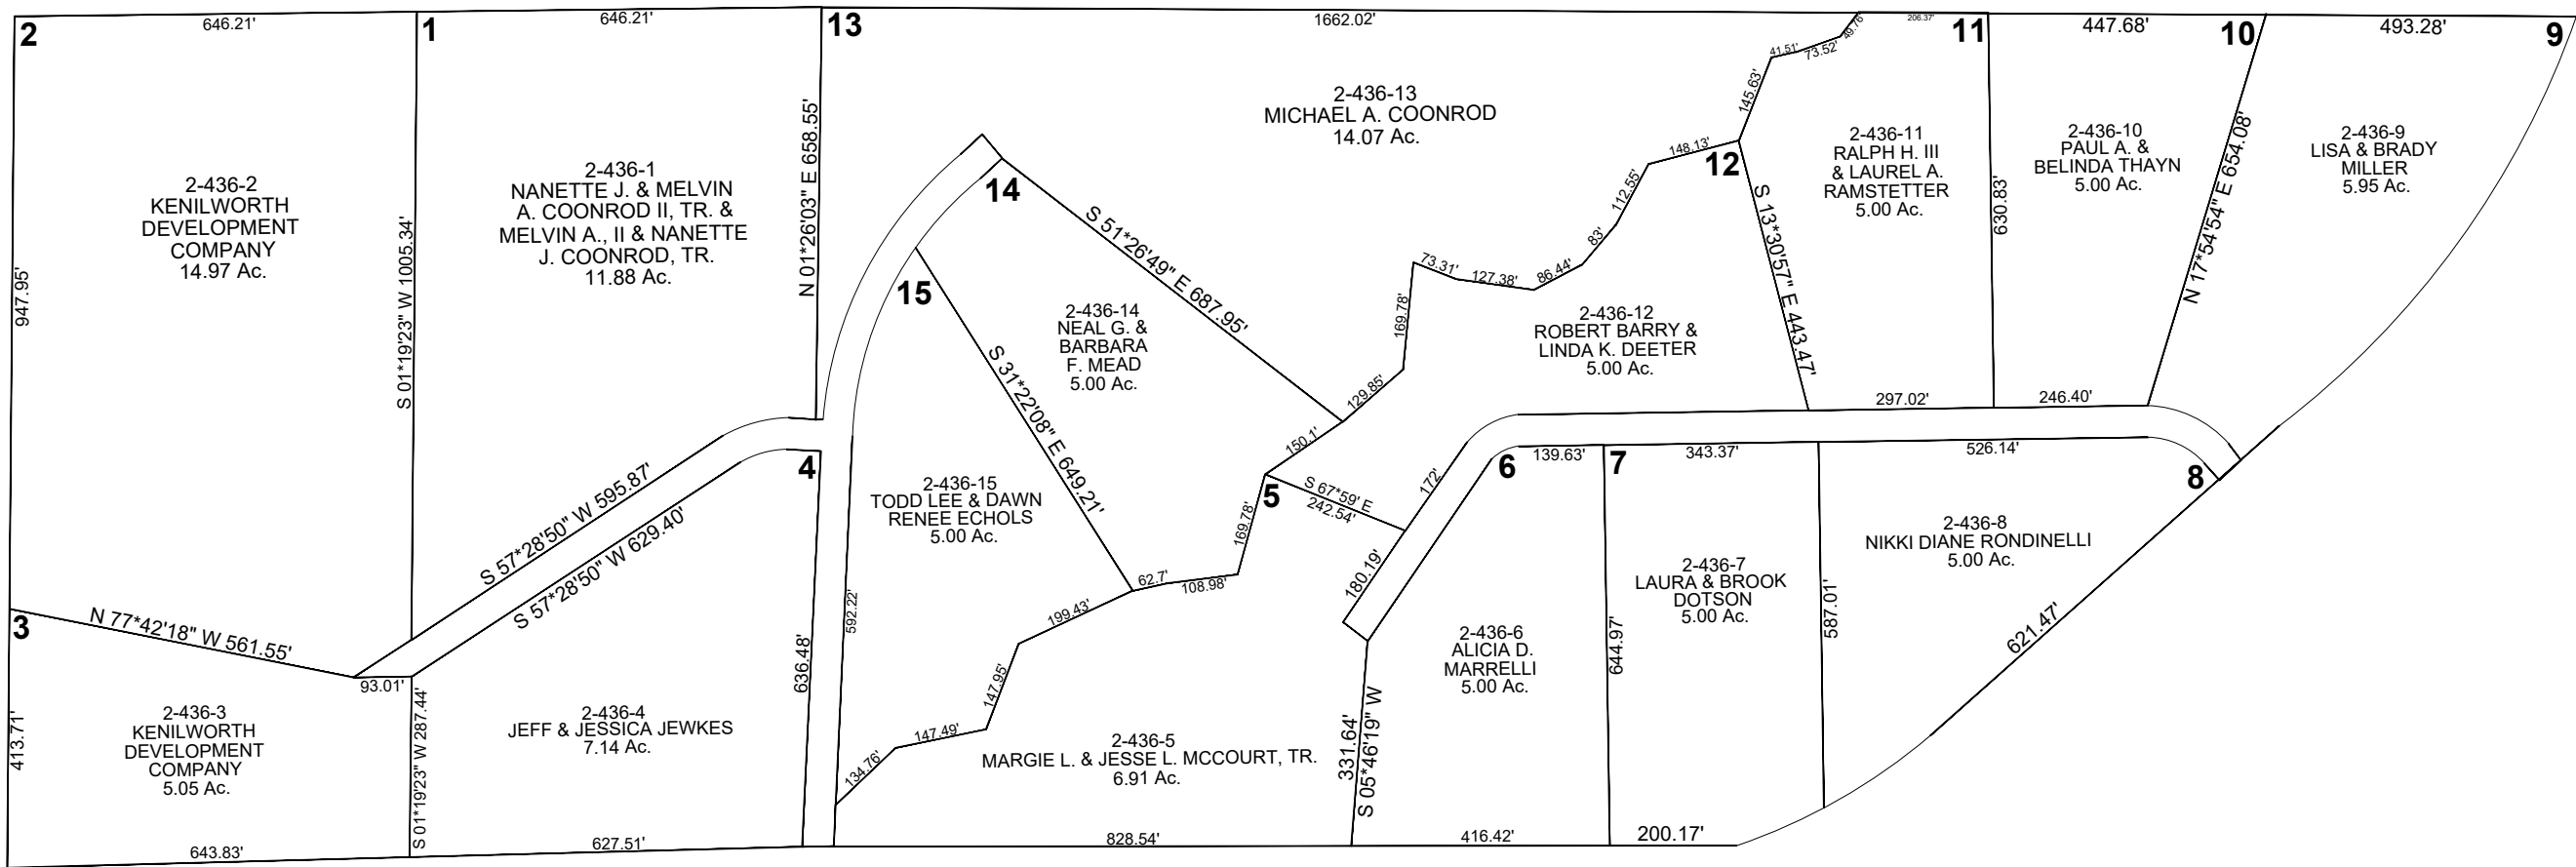 2
646.21'
1
646.21'
13
1662.02'
49.76'
206.37'
11
447.68'
10
493.28'
9
41.51'
73.52'
145.63'
2-436-2
KENILWORTH
DEVELOPMENT
COMPANY
14.97 Ac.
947.95'
S 01*19'23" W 1005.34'
2-436-1
NANETTE J. & MELVIN
A. COONROD II, TR. &
MELVIN A., II & NANETTE
J. COONROD, TR.
11.88 Ac.
N 01*26'03" E 658.55'
2-436-13
MICHAEL A. COONROD
14.07 Ac.
148.13'
12
112.55'
83'
86.44'
127.38'
73.31'
169.78'
129.85'
150.1'
2-436-11
RALPH H. III
& LAUREL A.
RAMSTETTER
5.00 Ac.
S 13*30'57" E 443.47'
630.83'
2-436-10
PAUL A. &
BELINDA THAYN
5.00 Ac.
N 17*54'54" E 654.08'
2-436-9
LISA & BRADY
MILLER
5.95 Ac.
14
S 51*26'49" E 687.95'
15
S 31*22'08" E 649.21'
2-436-14
NEAL G. &
BARBARA
F. MEAD
5.00 Ac.
2-436-12
ROBERT BARRY &
LINDA K. DEETER
5.00 Ac.
297.02'
246.40'
S 57*28'50" W 595.87'
S 57*28'50" W 629.40'
4
2-436-15
TODD LEE & DAWN
RENEE ECHOLS
5.00 Ac.
592.22'
636.48'
5
S 67*59' E
242.54'
172'
180.19'
169.78'
108.98'
62.7'
199.43'
147.95'
147.49'
134.76'
6
139.63'
7
343.37'
526.14'
8
2-436-8
NIKKI DIANE RONDINELLI
5.00 Ac.
2-436-7
LAURA & BROOK
DOTSON
5.00 Ac.
587.01'
621.47'
2-436-6
ALICIA D.
MARRELLI
5.00 Ac.
644.97'
3
N 77*42'18" W 561.55'
93.01'
413.71'
2-436-3
KENILWORTH
DEVELOPMENT
COMPANY
5.05 Ac.
S 01*19'23" W 287.44'
2-436-4
JEFF & JESSICA JEWKES
7.14 Ac.
2-436-5
MARGIE L. & JESSE L. MCCOURT, TR.
6.91 Ac.
331.64'
S 05*46'19" W
643.83'
627.51'
828.54'
416.42'
200.17'